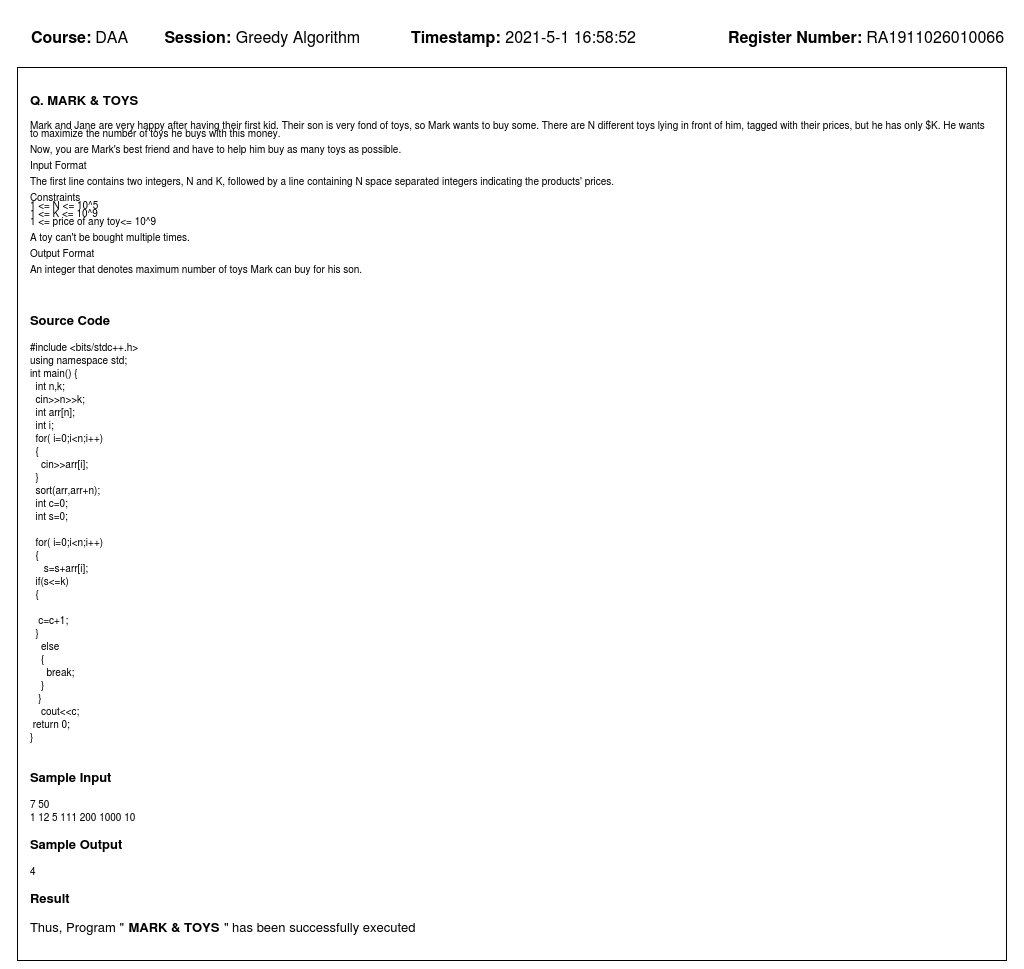 Course: DAA Session: Greedy Algorithm Timestamp: 2021-5-1 16:58:52 Register Number: RA1911026010066
Q. MARK & TOYS
Mark and Jane are very happy after having their first kid. Their son is very fond of toys, so Mark wants to buy some. There are N different toys lying in front of him, tagged with their prices, but he has only $K. He wants
to maximize the number of toys he buys with this money.
Now, you are Mark's best friend and have to help him buy as many toys as possible.
Input Format
The first line contains two integers, N and K, followed by a line containing N space separated integers indicating the products' prices.
Constraints
1 <= N <= 10^5
1 <= K <= 10^9
1 <= price of any toy<= 10^9
A toy can't be bought multiple times.
Output Format
An integer that denotes maximum number of toys Mark can buy for his son.
Source Code
#include <bits/stdc++.h>
using namespace std;
int main() {
  int n,k;
  cin>>n>>k;
  int arr[n];
  int i;
  for( i=0;i<n;i++)
  {
    cin>>arr[i];
  }
  sort(arr,arr+n);
  int c=0;
  int s=0;
  for( i=0;i<n;i++)
  {
     s=s+arr[i];
  if(s<=k)
  {
   c=c+1;
  }
    else
    {
      break;
    }
   }
    cout<<c;
 return 0;
}
Sample Input
7 50
1 12 5 111 200 1000 10
Sample Output
4
Result
Thus, Program " MARK & TOYS " has been successfully executed